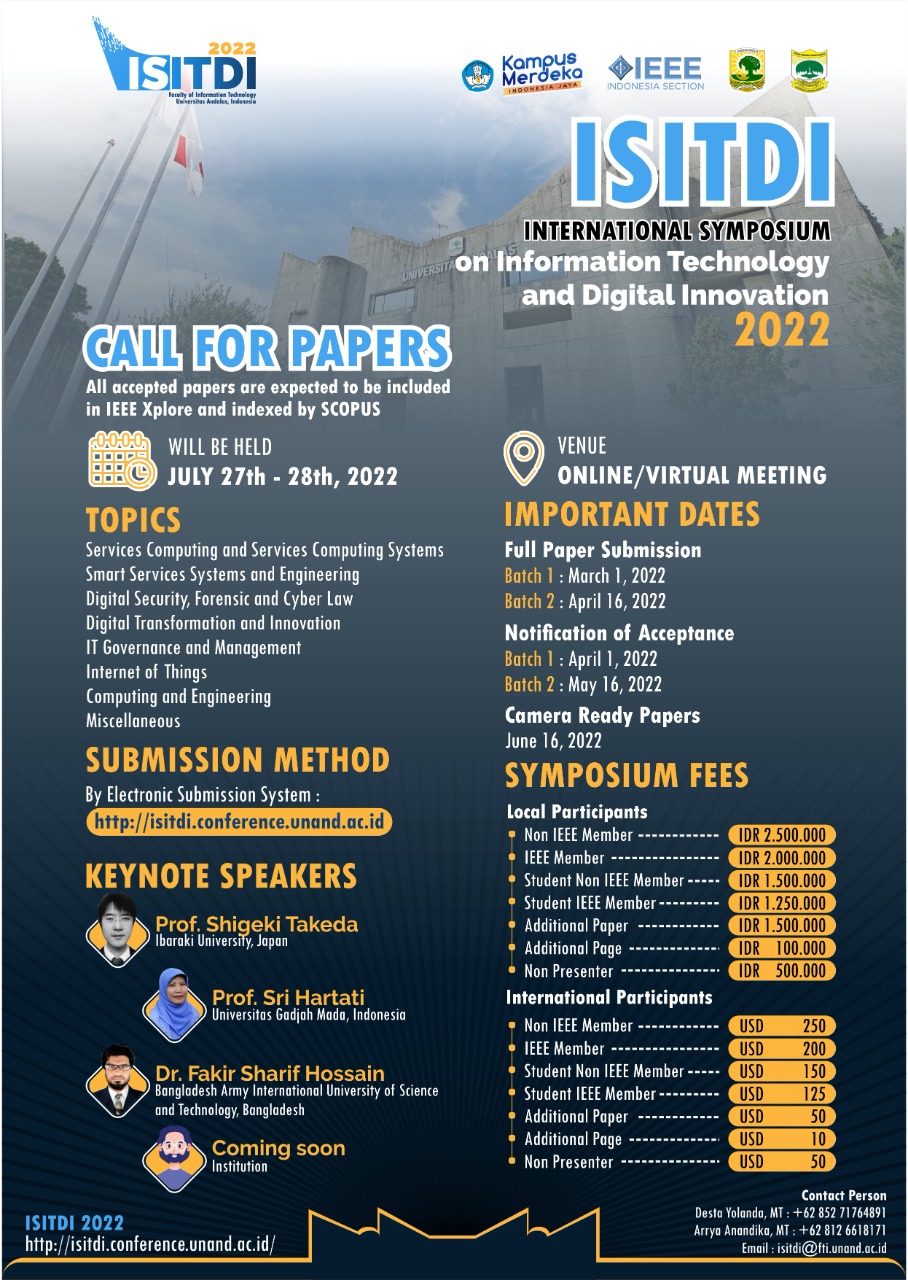 2022
ISITDI
Faculty of Information Technology
Universitas Andalas, Indonesia
Kampus
Merdeka
INDONESIA JAYA
IEEE
INDONESIA SECTION
ISITDI
INTERNATIONAL SYMPOSIUM
on Information Technology
and Digital Innovation
2022
CALL FOR PAPERS
All accepted papers are expected to be included
in IEEE Xplore and indexed by SCOPUS
WILL BE HELD
JULY 27th - 28th, 2022
VENUE
ONLINE/VIRTUAL MEETING
TOPICS
Services Computing and Services Computing Systems
Smart Services Systems and Engineering
Digital Security, Forensic and Cyber Law
Digital Transformation and Innovation
IT Governance and Management
Internet of Things
Computing and Engineering
Miscellaneous
SUBMISSION METHOD
By Electronic Submission System :
http://isitdi.conference.unand.ac.id
KEYNOTE SPEAKERS
Prof. Shigeki Takeda
Ibaraki University, Japan
Prof. Sri Hartati
Universitas Gadjah Mada, Indonesia
Dr. Fakir Sharif Hossain
Bangladesh Army International University of Science
and Technology, Bangladesh
Coming soon
Institution
IMPORTANT DATES
Full Paper Submission
Batch 1 : March 1, 2022
Batch 2 : April 16, 2022
Notification of Acceptance
Batch 1 : April 1, 2022
Batch 2 : May 16, 2022
Camera Ready Papers
June 16, 2022
SYMPOSIUM FEES
Local Participants
Non IEEE Member ------------ IDR 2.500.000
IEEE Member ---------------- IDR 2.000.000
Student Non IEEE Member ----- IDR 1.500.000
Student IEEE Member --------- IDR 1.250.000
Additional Paper ------------ IDR 1.500.000
Additional Page ------------- IDR 100.000
Non Presenter -------------- IDR 500.000
International Participants
Non IEEE Member ------------ USD 250
IEEE Member ---------------- USD 200
Student Non IEEE Member ----- USD 150
Student IEEE Member --------- USD 125
Additional Paper ------------ USD 50
Additional Page ------------- USD 10
Non Presenter -------------- USD 50
Contact Person
Desta Yolanda, MT : +62 852 71764891
Arrya Anandika, MT : +62 812 6618171
Email : isitdi@fti.unand.ac.id
ISITDI 2022
http://isitdi.conference.unand.ac.id/